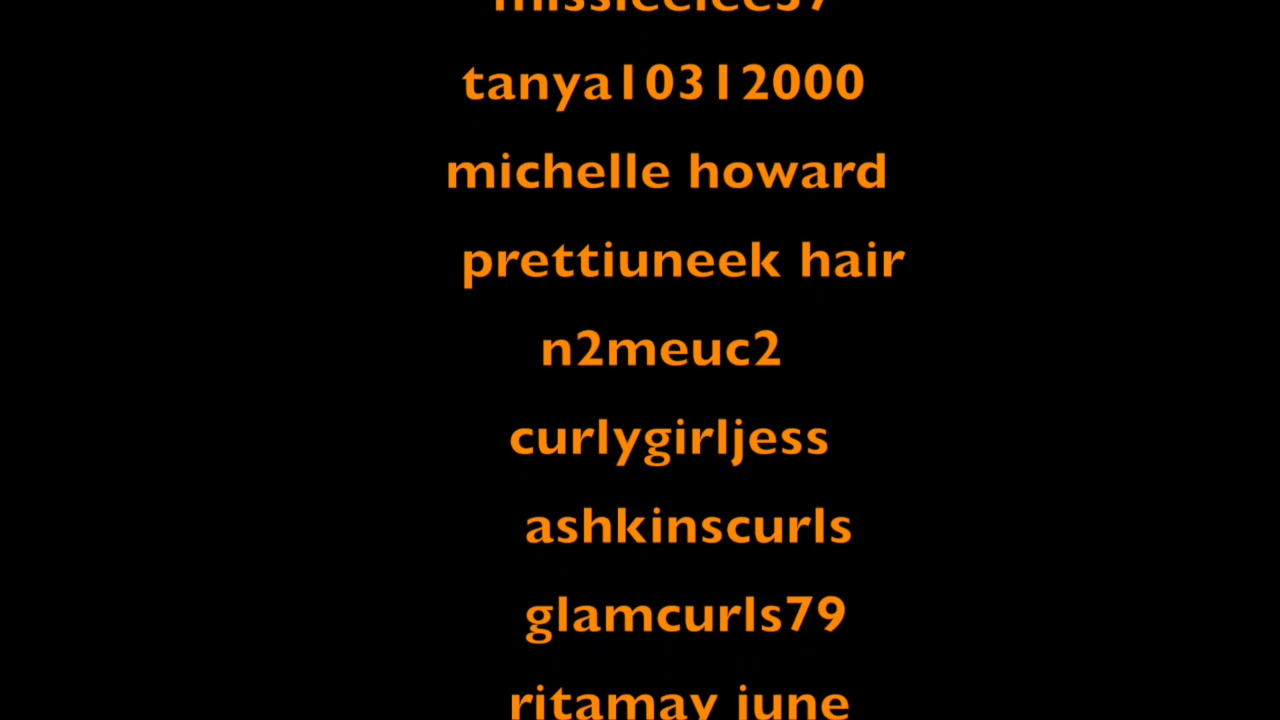 tanya10312000
michelle howard
prettiuneek hair
n2meuc2
curlygirljess
ashkinscurls
glamcurls79
ritamay june